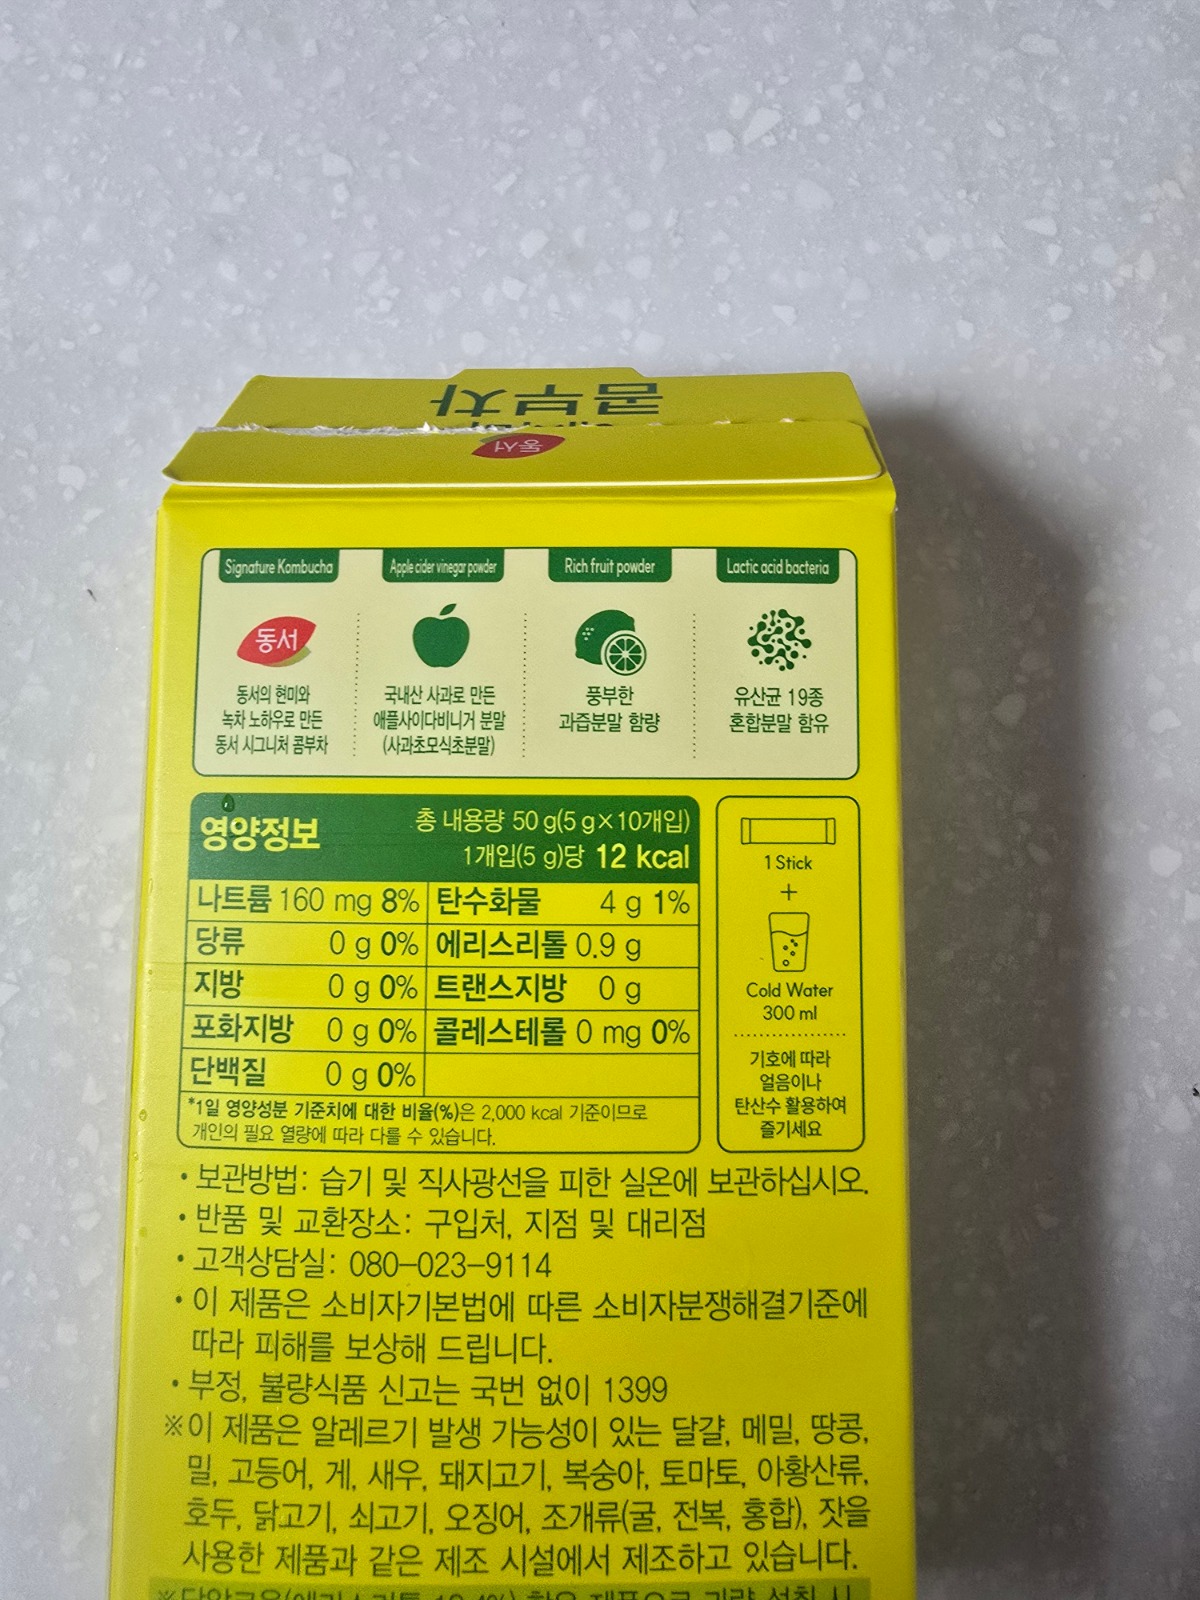 콤부차
동서
Signature Kombucha
동서
동서의 현미와
녹차 노하우로 만든
동서 시그니처 콤부차
Apple cider vinegar powder
국내산 사과로 만든
애플사이다비니거 분말
(사과초모식초분말)
Rich fruit powder
풍부한
과즙분말 함량
Lactic acid bacteria
유산균 19종
혼합분말 함유
영양정보
총 내용량 50 g(5 g×10개입)
1개입(5 g)당 12 kcal
나트륨 160 mg 8% 탄수화물 4 g 1%
당류 0 g 0% 에리스리톨 0.9 g
지방 0 g 0% 트랜스지방 0 g
포화지방 0 g 0% 콜레스테롤 0 mg 0%
단백질 0 g 0%
*1일 영양성분 기준치에 대한 비율(%)은 2,000 kcal 기준이므로
개인의 필요 열량에 따라 다를 수 있습니다.
1 Stick
+
Cold Water
300 ml
기호에 따라
얼음이나
탄산수 활용하여
즐기세요
• 보관방법: 습기 및 직사광선을 피한 실온에 보관하십시오.
• 반품 및 교환장소: 구입처, 지점 및 대리점
• 고객상담실: 080-023-9114
• 이 제품은 소비자기본법에 따른 소비자분쟁해결기준에
따라 피해를 보상해 드립니다.
• 부정, 불량식품 신고는 국번 없이 1399
※이 제품은 알레르기 발생 가능성이 있는 달걀, 메밀, 땅콩,
밀, 고등어, 게, 새우, 돼지고기, 복숭아, 토마토, 아황산류,
호두, 닭고기, 쇠고기, 오징어, 조개류(굴, 전복, 홍합), 잣을
사용한 제품과 같은 제조 시설에서 제조하고 있습니다.